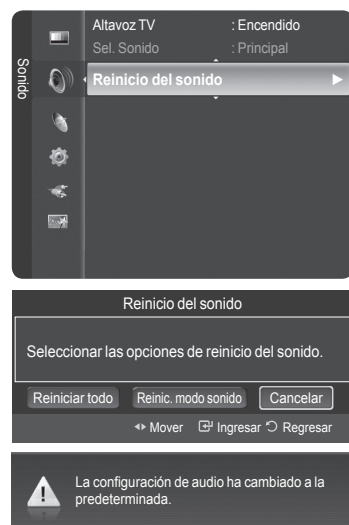 Sonido
Altavoz TV : Encendido
Sel. Sonido : Principal
Reinicio del sonido
Reinicio del sonido
Seleccionar las opciones de reinicio del sonido.
Reiniciar todo Reinic. modo sonido Cancelar
Mover Ingresar Regresar
La configuración de audio ha cambiado a la
predeterminada.